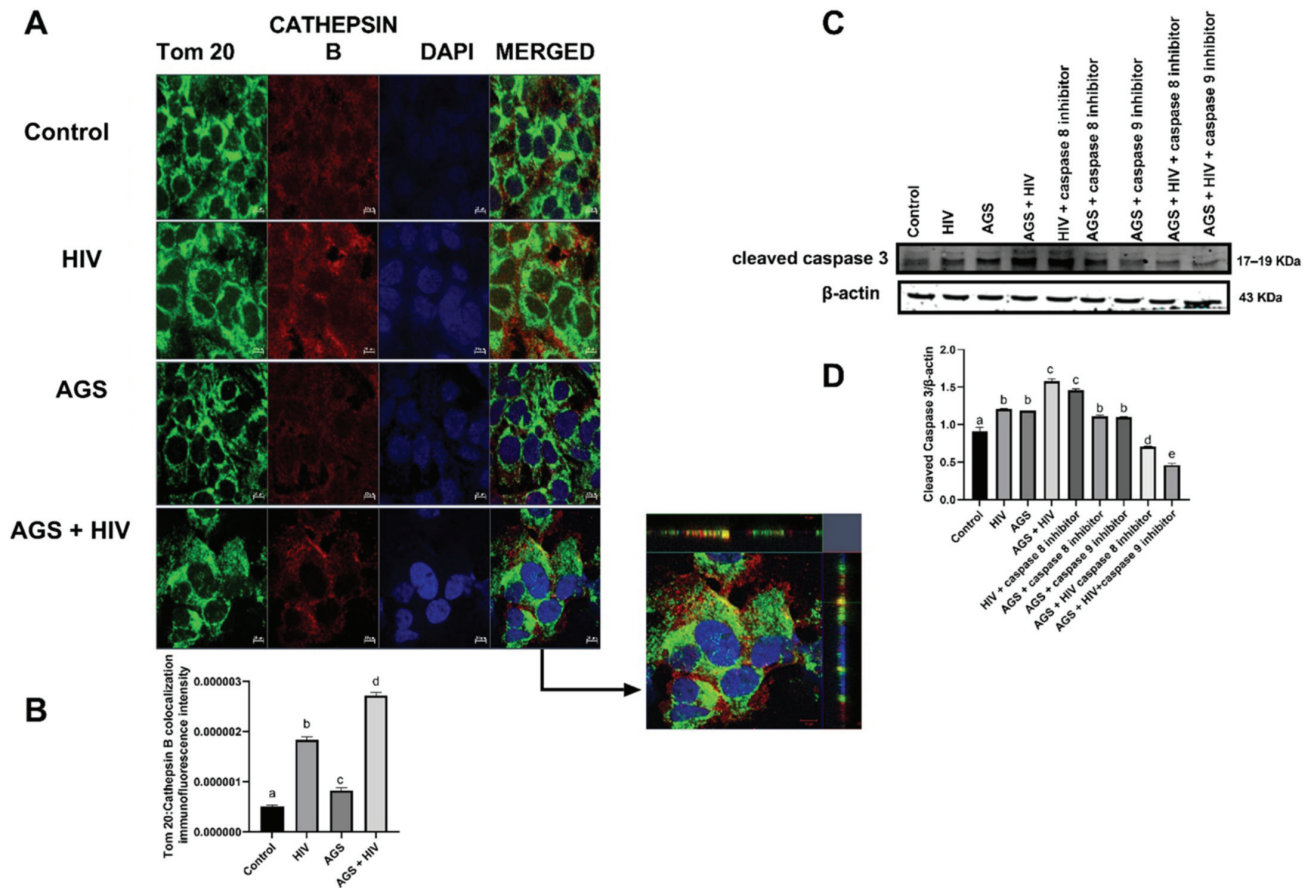 A
Tom 20
CATHEPSIN
B
DAPI
MERGED
Control
HIV
AGS
AGS + HIV
B
Tom 20:Cathepsin B colocalization
immunofluorescence intensity
0.000003
0.000002
0.000001
0.000000
a
b
c
d
Control
HIV
AGS
AGS + HIV
C
Control
HIV
AGS
AGS + HIV
HIV + caspase 8 inhibitor
AGS + caspase 8 inhibitor
AGS + caspase 9 inhibitor
AGS + HIV + caspase 8 inhibitor
AGS + HIV + caspase 9 inhibitor
cleaved caspase 3
17–19 KDa
β-actin
43 KDa
D
Cleaved Caspase 3/β-actin
2.0
1.5
1.0
0.5
0.0
a
b
b
c
c
b
b
d
e
Control
HIV
AGS
AGS + HIV
HIV + caspase 8 inhibitor
AGS + caspase 8 inhibitor
AGS + caspase 9 inhibitor
AGS + HIV caspase 8 inhibitor
AGS + HIV+caspase 9 inhibitor